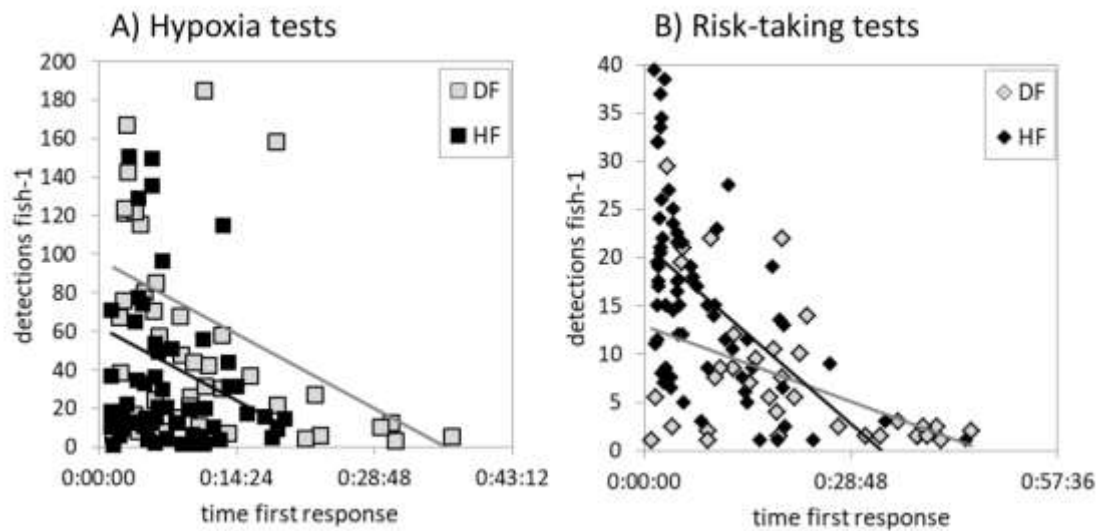 A) Hypoxia tests
200
180
160
140
120
100
80
60
40
20
0
detections fish-1
DF
HF
0:00:00 0:14:24 0:28:48 0:43:12
time first response
B) Risk-taking tests
40
35
30
25
20
15
10
5
0
detections fish-1
DF
HF
0:00:00 0:28:48 0:57:36
time first response